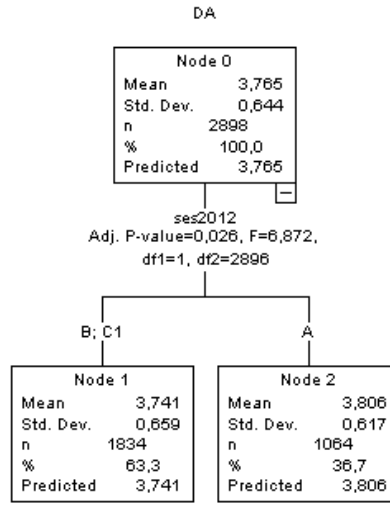 DA
Node 0
Mean 3,765
Std. Dev. 0,644
n 2898
% 100,0
Predicted 3,765
ses2012
Adj. P-value=0,026, F=6,872,
df1=1, df2=2896
B; C1
A
Node 1
Mean 3,741
Std. Dev. 0,659
n 1834
% 63,3
Predicted 3,741
Node 2
Mean 3,806
Std. Dev. 0,617
n 1064
% 36,7
Predicted 3,806